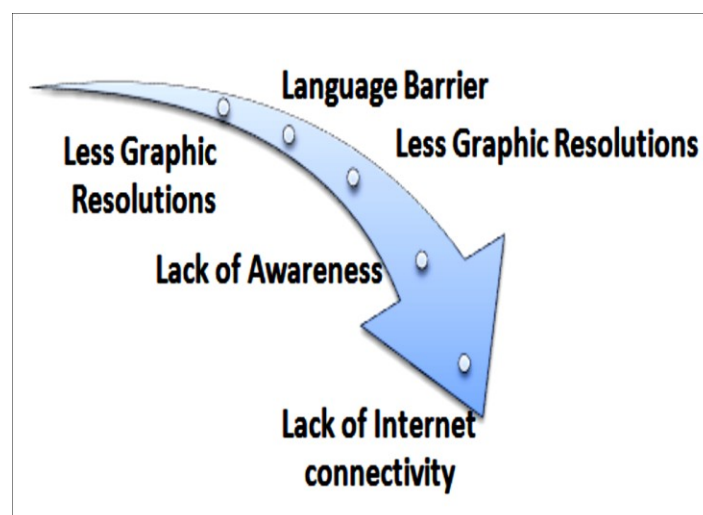 Language Barrier
Less Graphic Resolutions
Less Graphic
Resolutions
Lack of Awareness
Lack of Internet
connectivity